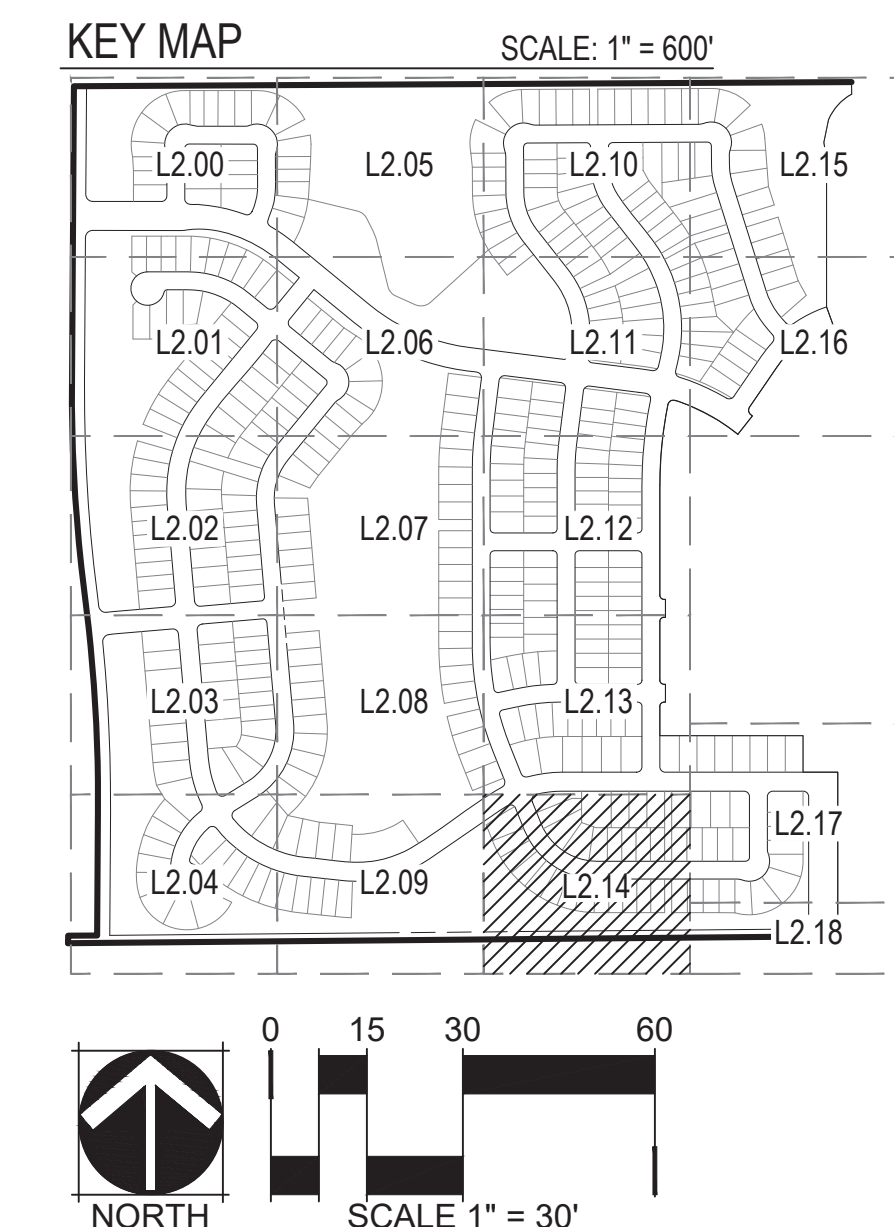 KEY MAP SCALE: 1" = 600'
L2.00 L2.05 L2.10 L2.15
L2.01 L2.06 L2.11 L2.16
L2.02 L2.07 L2.12
L2.03 L2.08 L2.13
L2.17
L2.04 L2.09 L2.14
L2.18
0 15 30 60
NORTH SCALE 1" = 30'